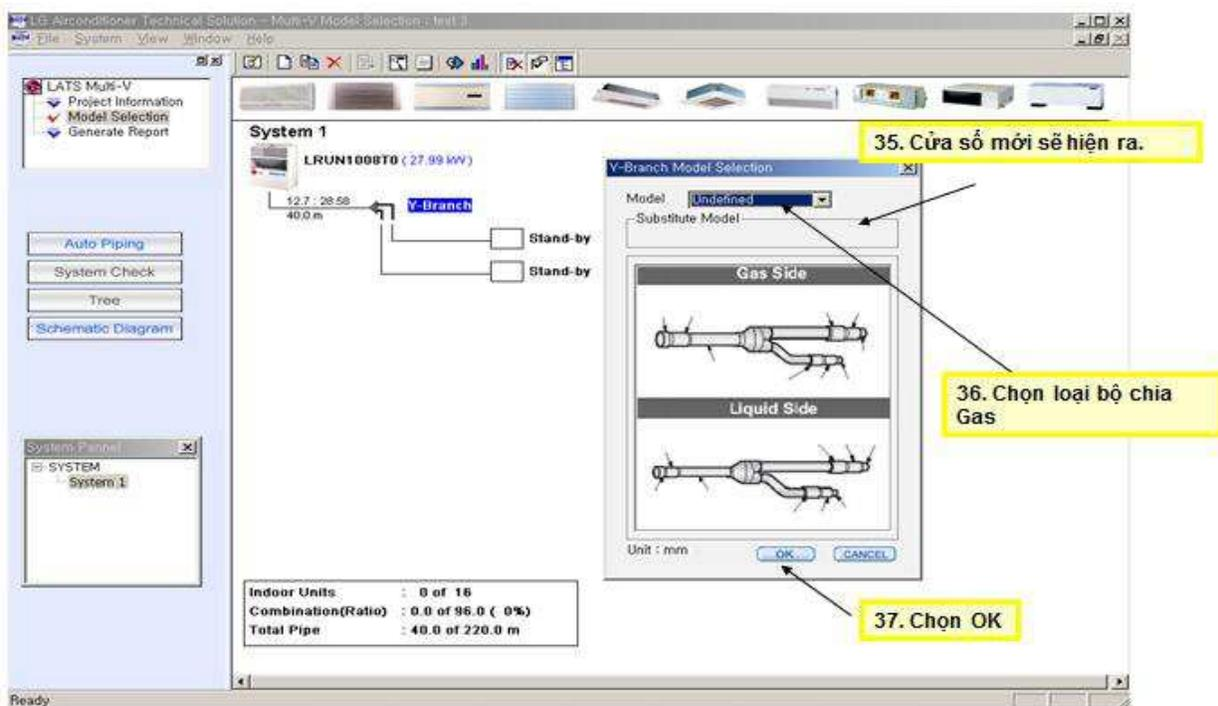 LG Airconditioner Technical Solution - Multi-V Model Selection : test 3
File System View Window Help
LATS Multi-V
Project Information
Model Selection
Generate Report
Auto Piping
System Check
Tree
Schematic Diagram
System Pannel
SYSTEM
System 1
System 1
LRUN1008T0 ( 27.99 kW )
12.7 : 28.58
40.0 m
Y-Branch
Stand-by
Stand-by
Indoor Units : 0 of 16
Combination(Ratio) : 0.0 of 96.0 ( 0%)
Total Pipe : 40.0 of 220.0 m
Y-Branch Model Selection
Model Undefined
Substitute Model
Gas Side
Liquid Side
Unit : mm
OK
CANCEL
35. Cửa sổ mới sẽ hiện ra.
36. Chọn loại bộ chia
Gas
37. Chọn OK
Ready